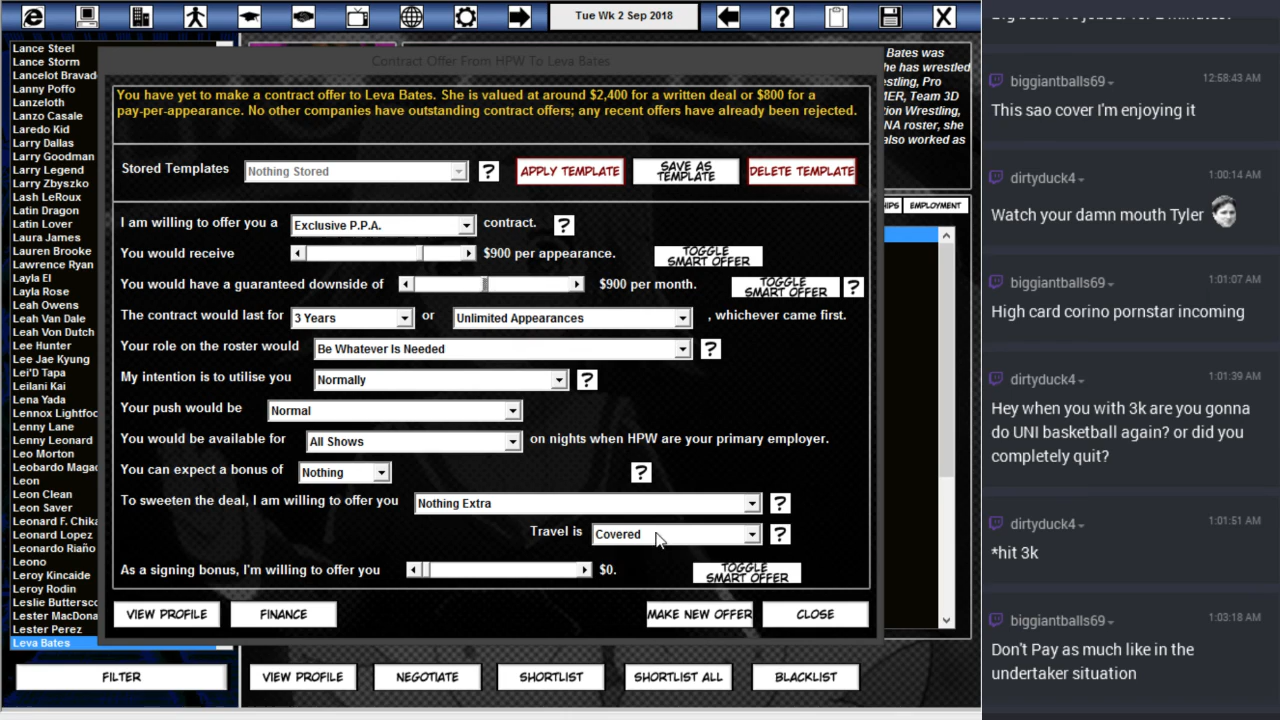 Tue Wk 2 Sep 2018
Lance Steel
Lance Storm
Lancelot Bravad
Lanny Poffo
Lanzeloth
Lanzo Casale
Laredo Kid
Larry Dallas
Larry Goodman
Larry Legend
Larry Zbyszko
Lash LeRoux
Latin Dragon
Latin Lover
Laura James
Lauren Brooke
Lawrence Ryan
Layla El
Layla Rose
Leah Owens
Leah Van Dale
Leah Von Dutch
Lee Hunter
Lee Jae Kyung
Lei'D Tapa
Leilani Kai
Lena Yada
Lennox Lightfoo
Lenny Lane
Lenny Leonard
Leo Morton
Leobardo Magad
Leon
Leon Clean
Leon Saver
Leonard F. Chika
Leonard Lopez
Leonardo Riaño
Leono
Leroy Kincaide
Leroy Rodin
Leslie Buttersco
Lester MacDona
Lester Perez
Leva Bates
FILTER
Contract Offer From HPW To Leva Bates
You have yet to make a contract offer to Leva Bates. She is valued at around $2,400 for a written deal or $800 for a
pay-per-appearance. No other companies have outstanding contract offers; any recent offers have already been rejected.
Stored Templates Nothing Stored ? APPLY TEMPLATE SAVE AS TEMPLATE DELETE TEMPLATE
I am willing to offer you a Exclusive P.P.A. contract. ?
You would receive $900 per appearance. TOGGLE SMART OFFER
You would have a guaranteed downside of $900 per month. TOGGLE SMART OFFER ?
The contract would last for 3 Years or Unlimited Appearances , whichever came first.
Your role on the roster would Be Whatever Is Needed ?
My intention is to utilise you Normally ?
Your push would be Normal
You would be available for All Shows on nights when HPW are your primary employer.
You can expect a bonus of Nothing ?
To sweeten the deal, I am willing to offer you Nothing Extra ?
Travel is Covered ?
As a signing bonus, I'm willing to offer you $0. TOGGLE SMART OFFER
VIEW PROFILE FINANCE MAKE NEW OFFER CLOSE
Bates was
he has wrestled
stling, Pro
IER, Team 3D
ion Wrestling,
NA roster, she
also worked as
HIPS EMPLOYMENT
VIEW PROFILE NEGOTIATE SHORTLIST SHORTLIST ALL BLACKLIST
biggiantballs69 12:58:43 AM
This sao cover I'm enjoying it
dirtyduck4 1:00:14 AM
Watch your damn mouth Tyler
biggiantballs69 1:01:07 AM
High card corino pornstar incoming
dirtyduck4 1:01:39 AM
Hey when you with 3k are you gonna
do UNI basketball again? or did you
completely quit?
dirtyduck4 1:01:51 AM
*hit 3k
biggiantballs69 1:03:18 AM
Don't Pay as much like in the
undertaker situation